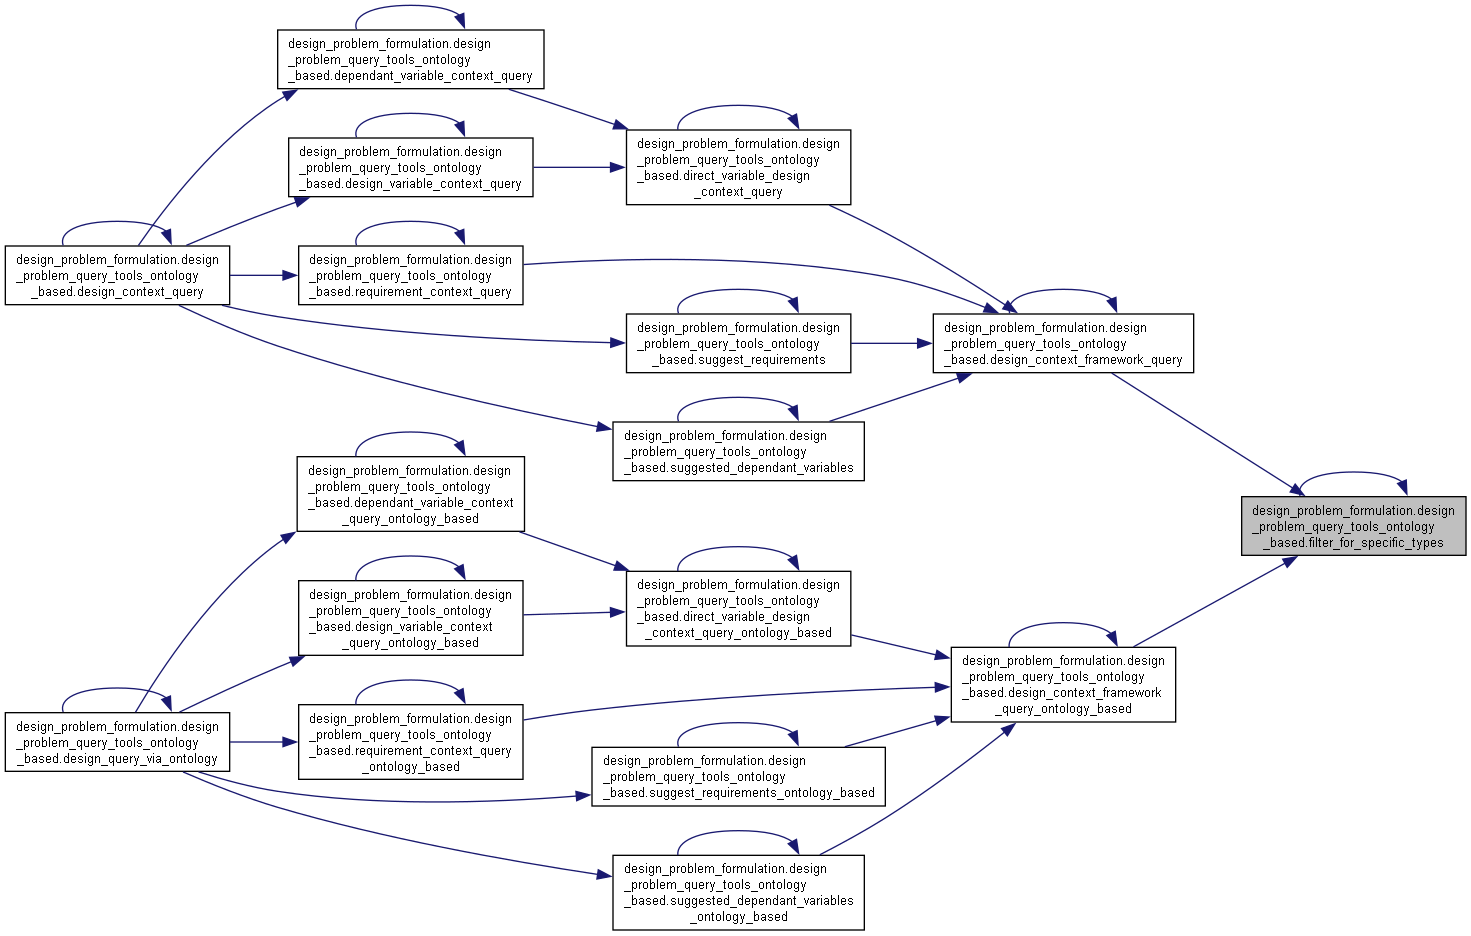 design_problem_formulation.design
_problem_query_tools_ontology
_based.dependant_variable_context_query
design_problem_formulation.design
_problem_query_tools_ontology
_based.design_variable_context_query
design_problem_formulation.design
_problem_query_tools_ontology
_based.direct_variable_design
_context_query
design_problem_formulation.design
_problem_query_tools_ontology
_based.design_context_query
design_problem_formulation.design
_problem_query_tools_ontology
_based.requirement_context_query
design_problem_formulation.design
_problem_query_tools_ontology
_based.suggest_requirements
design_problem_formulation.design
_problem_query_tools_ontology
_based.design_context_framework_query
design_problem_formulation.design
_problem_query_tools_ontology
_based.suggested_dependant_variables
design_problem_formulation.design
_problem_query_tools_ontology
_based.dependant_variable_context
_query_ontology_based
design_problem_formulation.design
_problem_query_tools_ontology
_based.filter_for_specific_types
design_problem_formulation.design
_problem_query_tools_ontology
_based.design_variable_context
_query_ontology_based
design_problem_formulation.design
_problem_query_tools_ontology
_based.direct_variable_design
_context_query_ontology_based
design_problem_formulation.design
_problem_query_tools_ontology
_based.design_context_framework
_query_ontology_based
design_problem_formulation.design
_problem_query_tools_ontology
_based.design_query_via_ontology
design_problem_formulation.design
_problem_query_tools_ontology
_based.requirement_context_query
_ontology_based
design_problem_formulation.design
_problem_query_tools_ontology
_based.suggest_requirements_ontology_based
design_problem_formulation.design
_problem_query_tools_ontology
_based.suggested_dependant_variables
_ontology_based